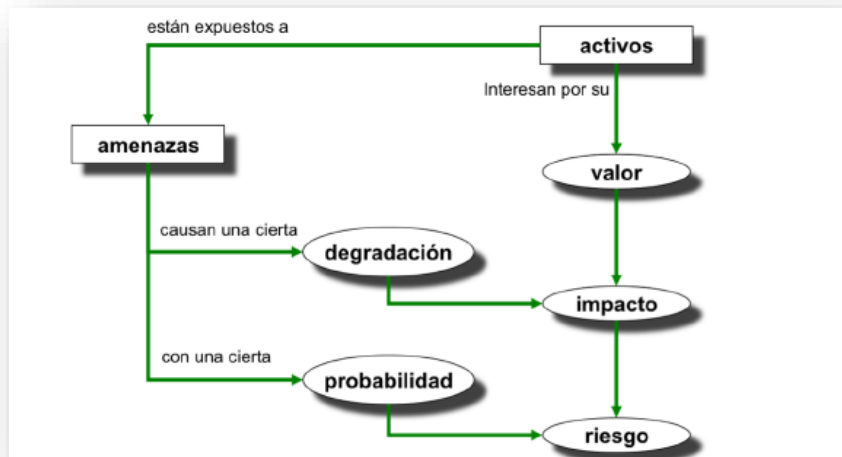 están expuestos a
activos
Interesan por su
amenazas
valor
causan una cierta
degradación
impacto
con una cierta
probabilidad
riesgo